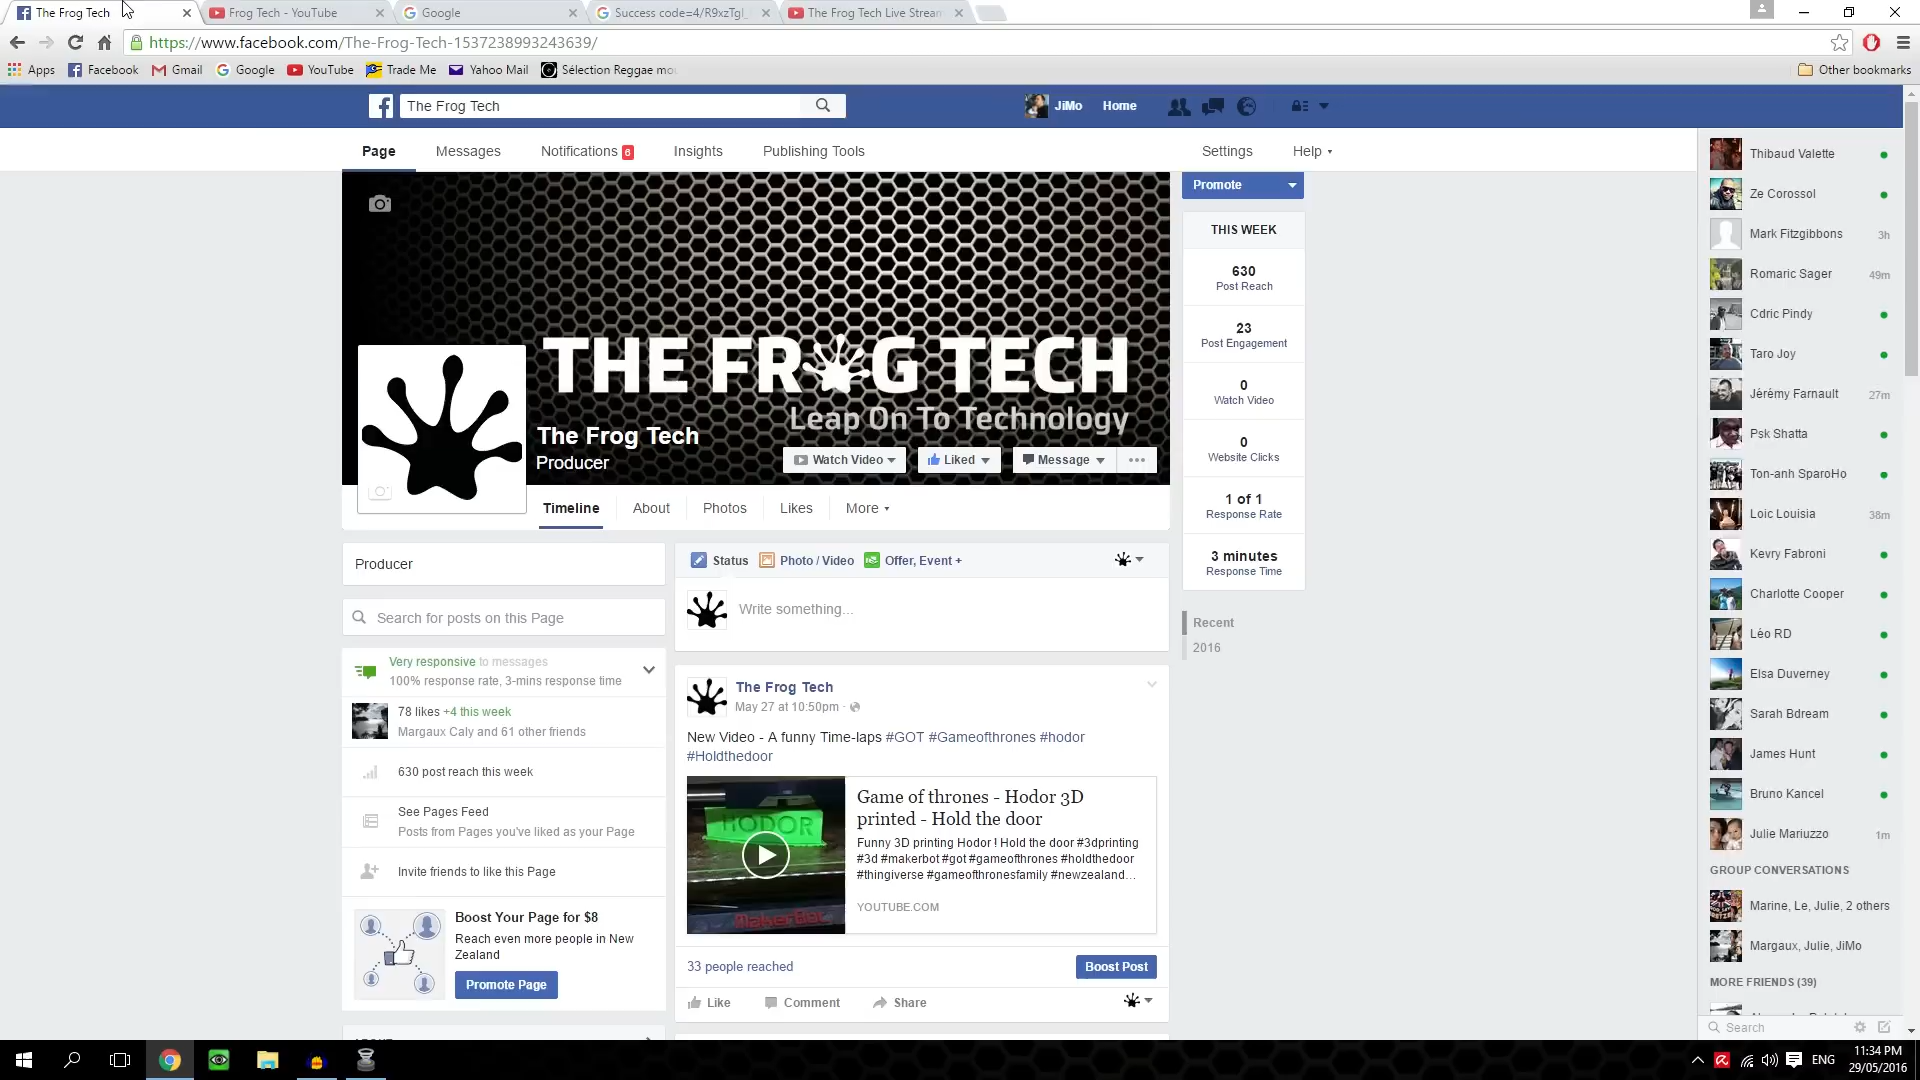 The Frog Tech
Frog Tech - YouTube
Google
Success code=4/R9xzTgl
The Frog Tech Live Stream
https://www.facebook.com/The-Frog-Tech-1537238993243639/
Apps
Facebook
Gmail
Google
YouTube
Trade Me
Yahoo Mail
Sélection Reggae mou
Other bookmarks
The Frog Tech
JiMo
Home
Page
Messages
Notifications 6
Insights
Publishing Tools
Settings
Help
THE FROG TECH
Leap On To Technology
The Frog Tech
Producer
Watch Video
Liked
Message
Timeline
About
Photos
Likes
More
Promote
THIS WEEK
630
Post Reach
23
Post Engagement
0
Watch Video
0
Website Clicks
1 of 1
Response Rate
3 minutes
Response Time
Recent
2016
Producer
Search for posts on this Page
Very responsive to messages
100% response rate, 3-mins response time
78 likes +4 this week
Margaux Caly and 61 other friends
630 post reach this week
See Pages Feed
Posts from Pages you've liked as your Page
Invite friends to like this Page
Boost Your Page for $8
Reach even more people in New
Zealand
Promote Page
Status
Photo / Video
Offer, Event +
Write something...
The Frog Tech
May 27 at 10:50pm ·
New Video - A funny Time-laps #GOT #Gameofthrones #hodor
#Holdthedoor
HODOR
MakerBot
Game of thrones - Hodor 3D
printed - Hold the door
Funny 3D printing Hodor ! Hold the door #3dprinting
#3d #makerbot #got #gameofthrones #holdthedoor
#thingiverse #gameofthronesfamily #newzealand...
YOUTUBE.COM
33 people reached
Boost Post
Like
Comment
Share
Thibaud Valette
Ze Corossol
Mark Fitzgibbons 3h
Romaric Sager 49m
Cdric Pindy
Taro Joy
Jérémy Farnault 27m
Psk Shatta
Ton-anh SparoHo
Loic Louisia 38m
Kevry Fabroni
Charlotte Cooper
Léo RD
Elsa Duverney
Sarah Bdream
James Hunt
Bruno Kancel
Julie Mariuzzo 1m
GROUP CONVERSATIONS
Marine, Le, Julie, 2 others
Margaux, Julie, JiMo
MORE FRIENDS (39)
Search
ENG
11:34 PM
29/05/2016